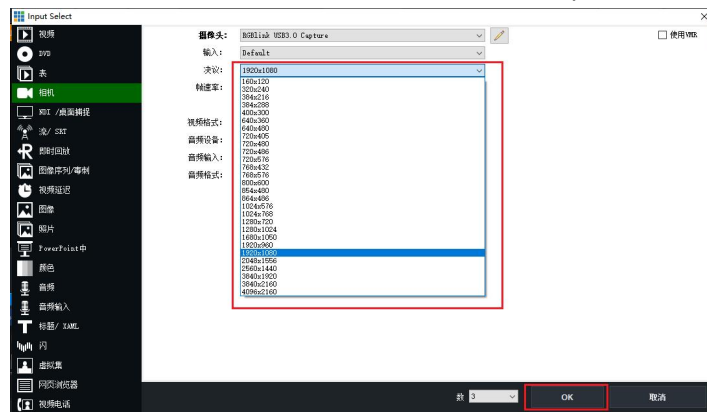 Input Select
视频
DVD
表
相机
NDI /桌面捕捉
流/ SRT
即时回放
图像序列/毒刺
视频延迟
图像
照片
PowerPoint中
颜色
音频
音频输入
标题/ XAML
闪
虚拟集
网页浏览器
视频电话
摄像头: RGBlink USB3.0 Capture
使用VMR
输入: Default
决议: 1920x1080
帧速率:
视频格式:
音频设备:
音频输入:
音频格式:
160x120
320x240
384x216
384x288
400x300
640x360
640x480
720x405
720x480
720x486
720x576
768x432
768x576
800x600
854x480
864x486
1024x576
1024x768
1280x720
1280x1024
1680x1050
1920x960
1920x1080
2048x1556
2560x1440
3840x1920
3840x2160
4096x2160
数 3
OK
取消